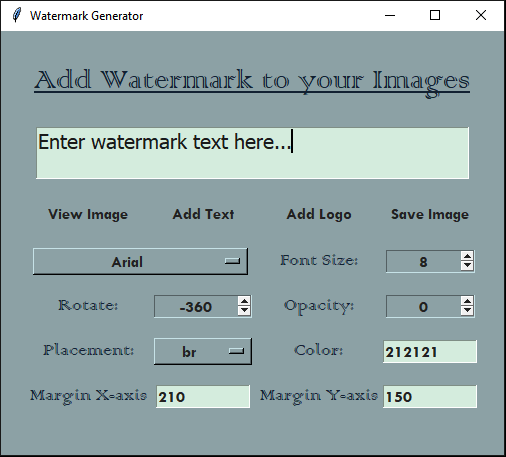 Watermark Generator
Add Watermark to your Images
Enter watermark text here...
View Image Add Text Add Logo Save Image
Arial Font Size: 8
Rotate: -360 Opacity: 0
Placement: br Color: 212121
Margin X=axis 210 Margin Y=axis 150